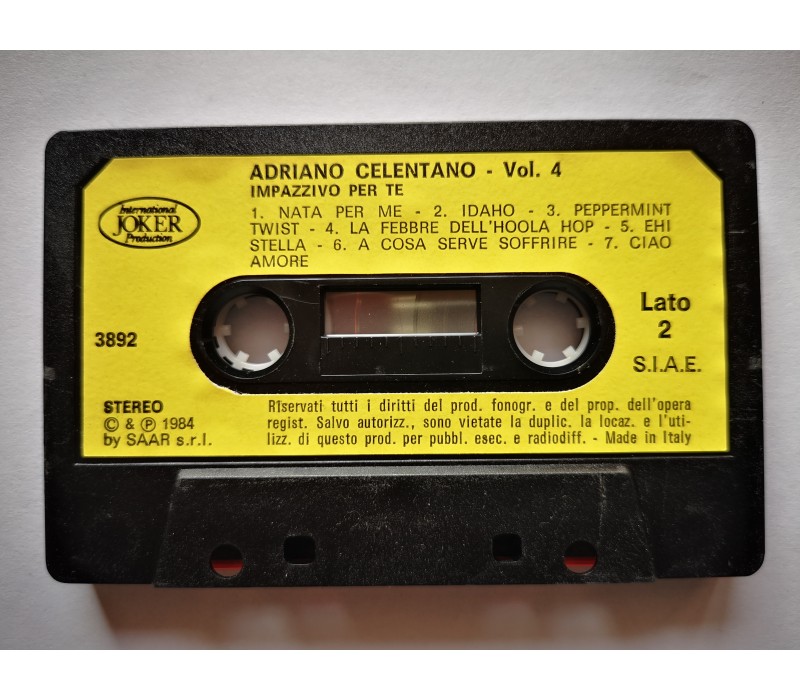 ADRIANO CELENTANO - Vol. 4
IMPAZZIVO PER TE
1. NATA PER ME - 2. IDAHO - 3. PEPPERMINT
TWIST - 4. LA FEBBRE DELL'HOOLA HOP - 5. EHI
STELLA - 6. A COSA SERVE SOFFRIRE - 7. CIAO
AMORE
International
JOKER
Production
3892
Lato
2
S.I.A.E.
STEREO
© & Ⓟ 1984
by SAAR s.r.l.
R1servati tutti i diritti del prod. fonogr. e del prop. dell'opera
regist. Salvo autorizz., sono vietate la duplic. la locaz. e l'uti-
lizz. di questo prod. per pubbl. esec. e radiodiff. - Made in Italy